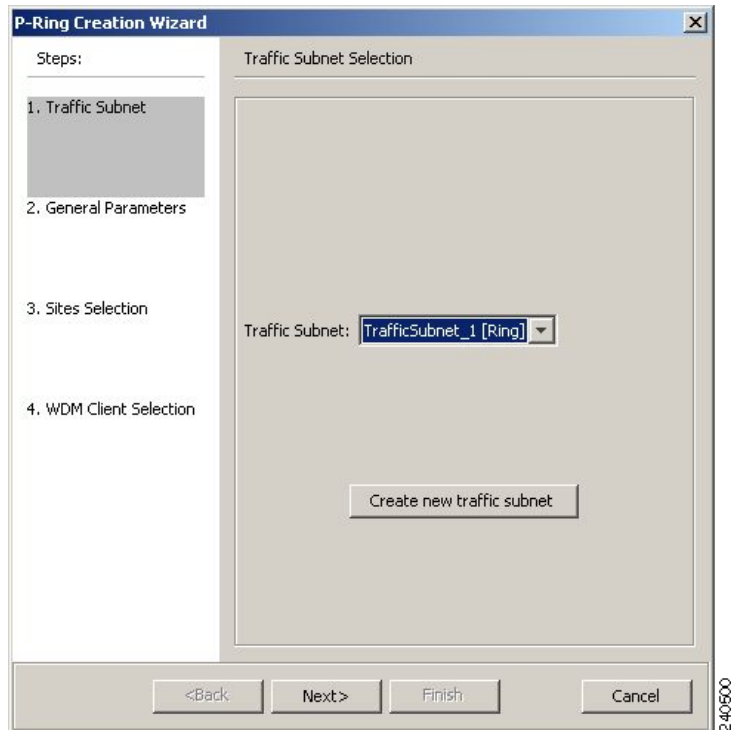 P-Ring Creation Wizard
Steps:
Traffic Subnet Selection
1. Traffic Subnet
2. General Parameters
3. Sites Selection
4. WDM Client Selection
Traffic Subnet: TrafficSubnet_1 [Ring]
Create new traffic subnet
<Back Next> Finish Cancel
240500